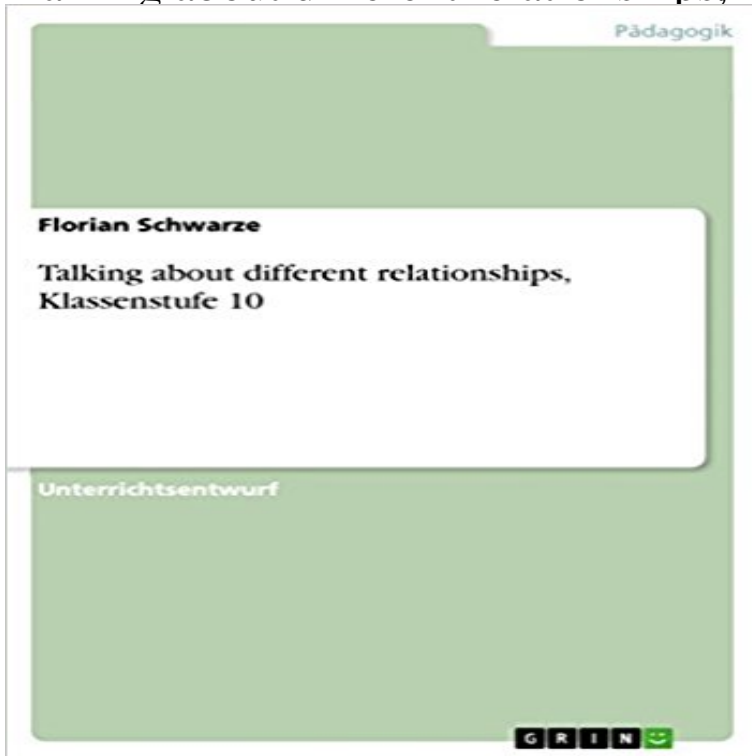 Pädagogik
Florian Schwarze
Talking about different relationships,
Klassenstufe 10
Unterrichtsentwurf
GRIN